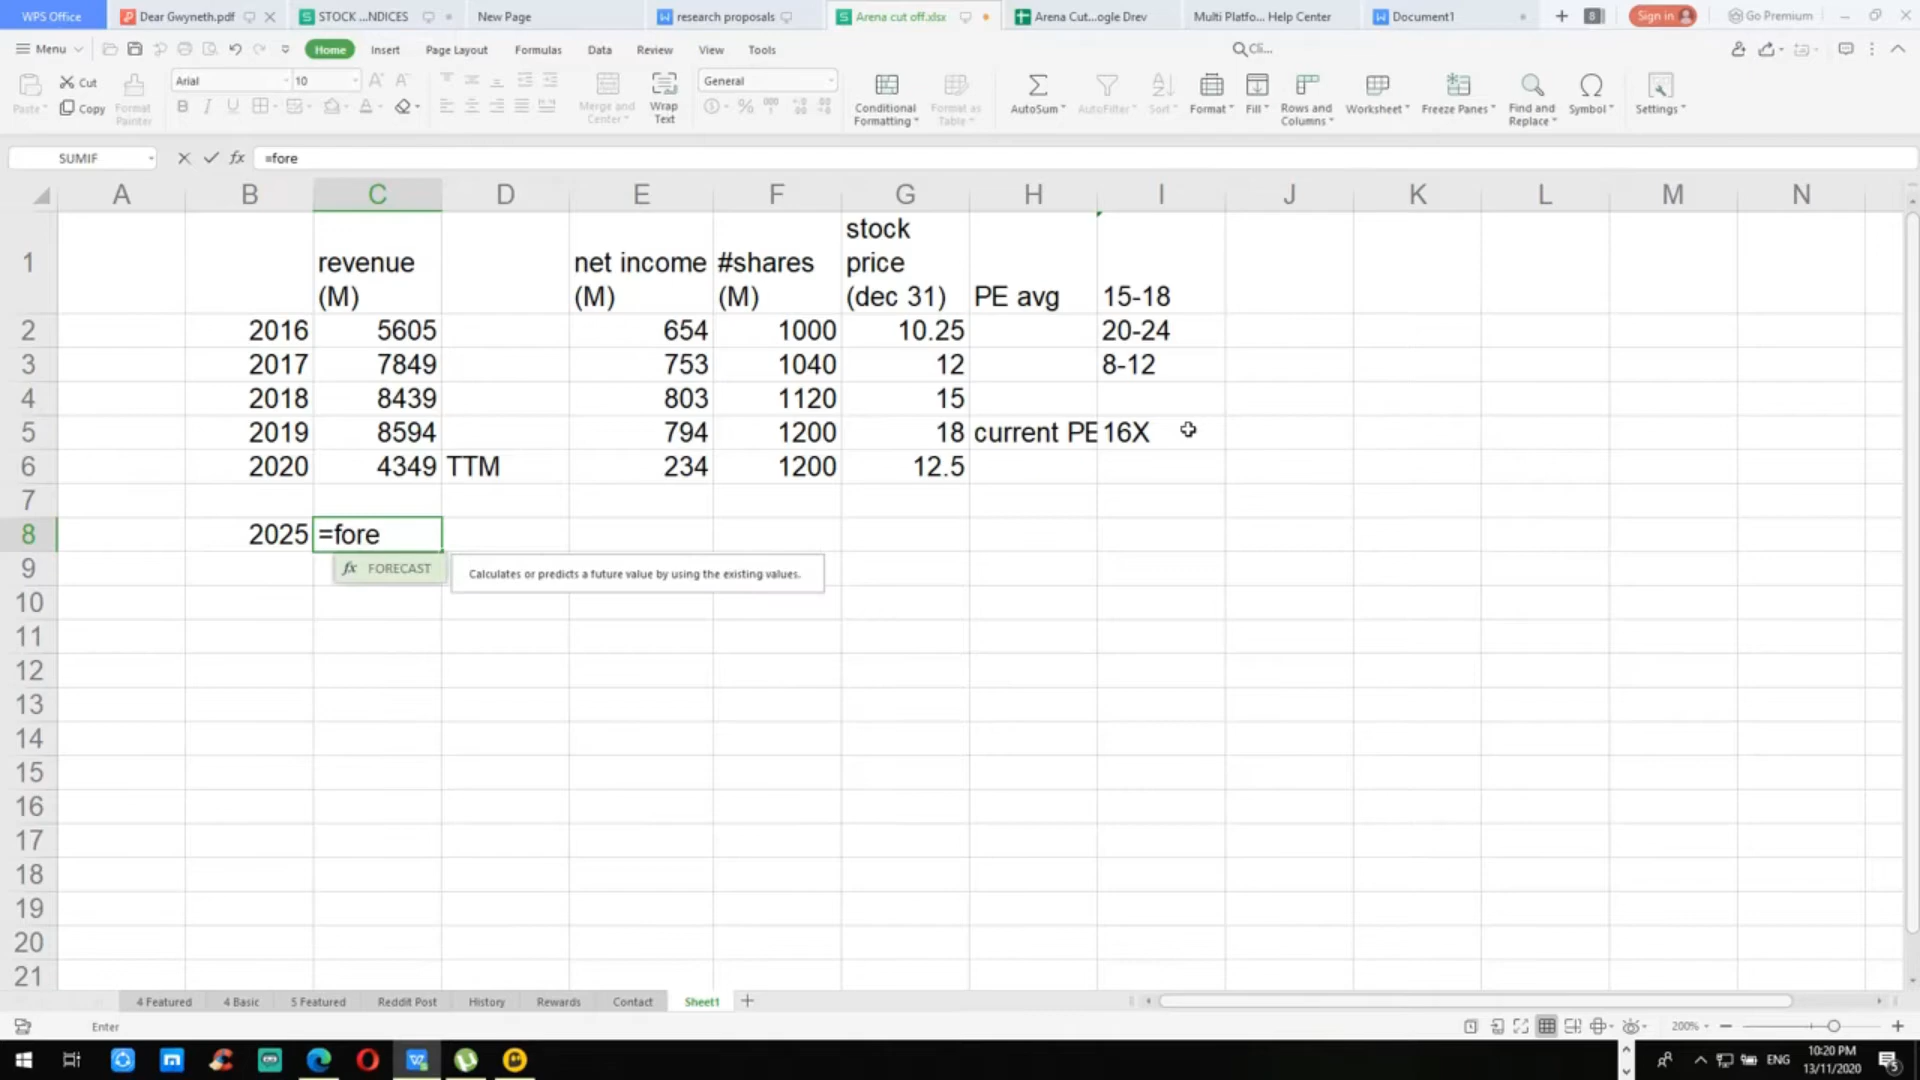 WPS Office
Dear Gwyneth.pdf
STOCK ...NDICES
New Page
research proposals
Arena cut off.xlsx
Arena Cut...ogle Drev
Multi Platfo... Help Center
Document1
8
Sign in
Go Premium
Menu
Home
Insert
Page Layout
Formulas
Data
Review
View
Tools
Cli...
Paste
Cut
Copy
Format Painter
Arial
10
Merge and Center
Wrap Text
General
Conditional Formatting
Format as Table
AutoSum
AutoFilter
Sort
Format
Fill
Rows and Columns
Worksheet
Freeze Panes
Find and Replace
Symbol
Settings
SUMIF
=fore
A B C D E F G H I J K L M N
1 revenue (M) net income (M) #shares (M) stock price (dec 31) PE avg 15-18
2 2016 5605 654 1000 10.25 20-24
3 2017 7849 753 1040 12 8-12
4 2018 8439 803 1120 15
5 2019 8594 794 1200 18 current PE 16X
6 2020 4349 TTM 234 1200 12.5
7
8 2025 =fore
9 fx FORECAST Calculates or predicts a future value by using the existing values.
10
11
12
13
14
15
16
17
18
19
20
21
4 Featured
4 Basic
5 Featured
Reddit Post
History
Rewards
Contact
Sheet1
Enter
200%
ENG
10:20 PM
13/11/2020
5